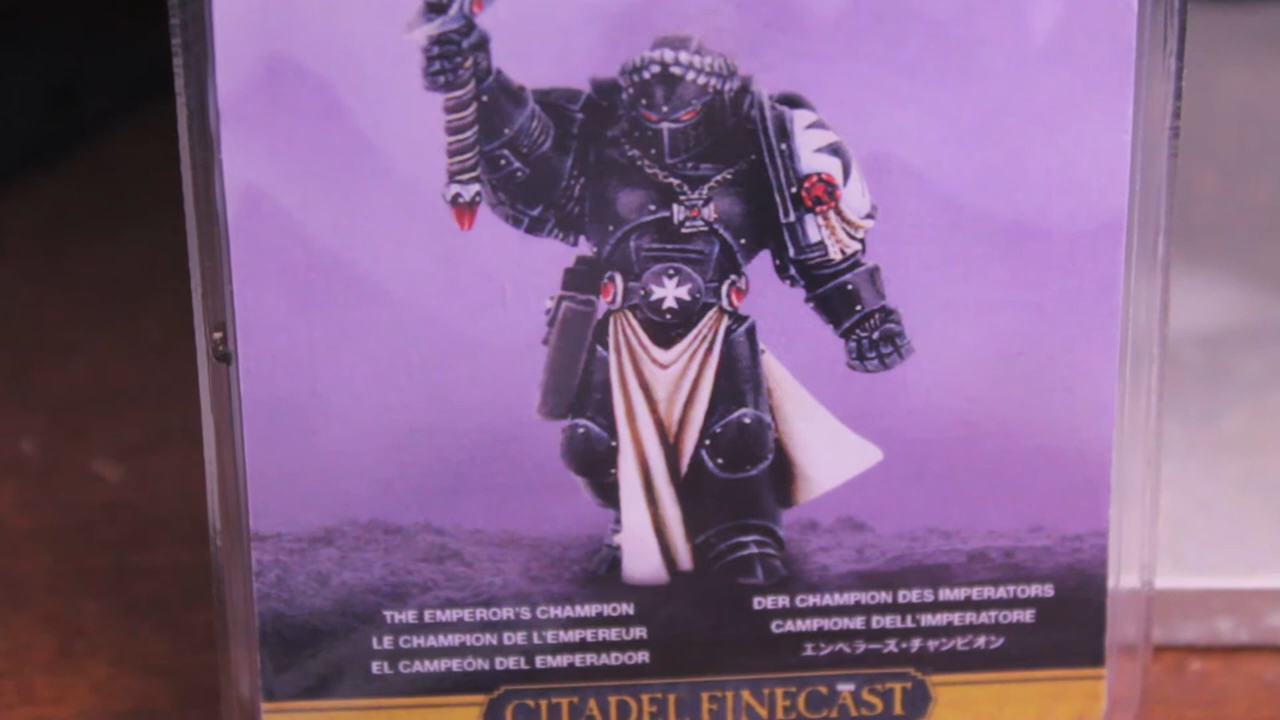 THE EMPEROR'S CHAMPION
LE CHAMPION DE L'EMPEREUR
EL CAMPEÓN DEL EMPERADOR
DER CHAMPION DES IMPERATORS
CAMPIONE DELL'IMPERATORE
エンペラーズ・チャンピオン
CITADEL FINECAST